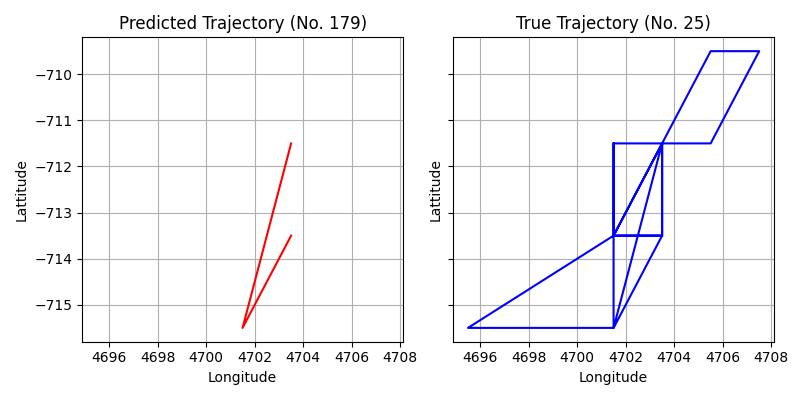 Predicted Trajectory (No. 179)
−710
−711
−712
−713
−714
−715
Lattitude
4696 4698 4700 4702 4704 4706 4708
Longitude
True Trajectory (No. 25)
Lattitude
4696 4698 4700 4702 4704 4706 4708
Longitude